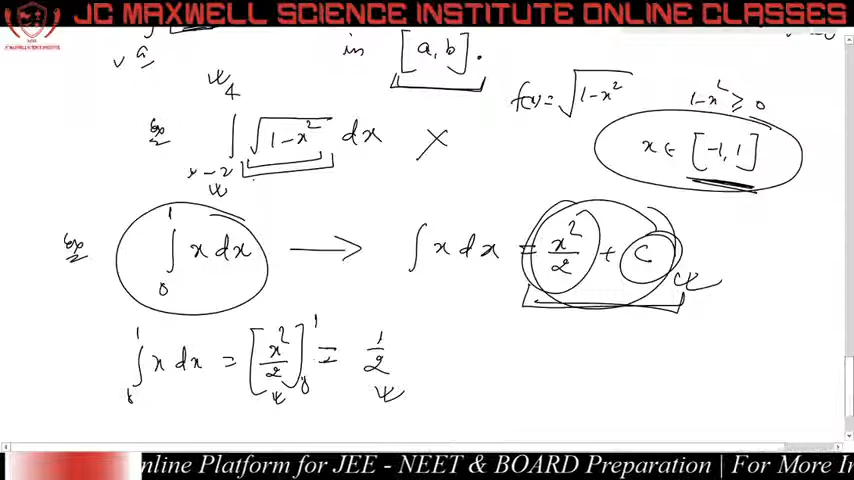 JC MAXWELL SCIENCE INSTITUTE ONLINE CLASSES
a in [a, b].
f(x) = √(1-x²) 1-x² ≥ 0
Ex ∫ √(1-x²) dx × x ∈ [-1, 1]
4
-2
Ex ∫₀¹ x dx → ∫ x dx = x²/2 + C
∫₀¹ x dx = [x²/2]₀¹ = 1/2
nline Platform for JEE - NEET & BOARD Preparation | For More In